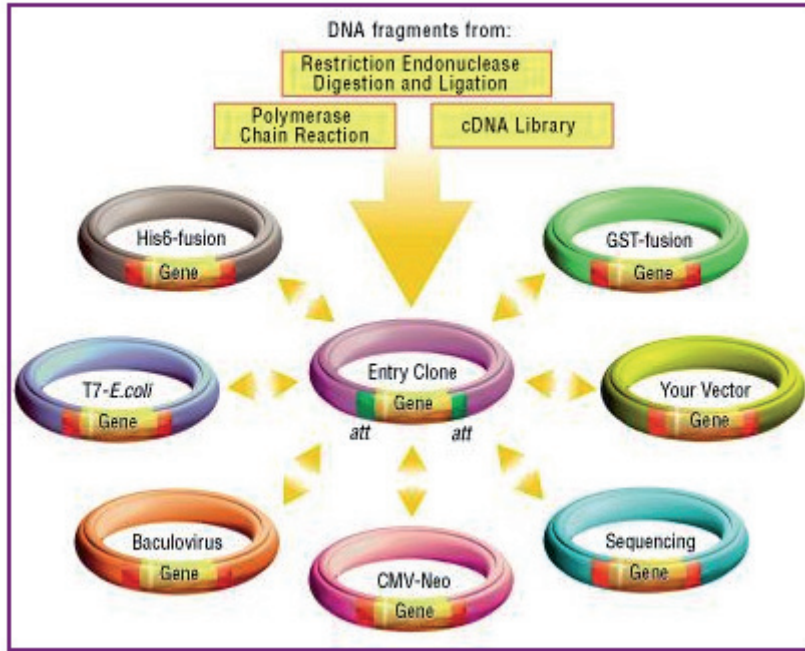 DNA fragments from:
Restriction Endonuclease
Digestion and Ligation
Polymerase
Chain Reaction
cDNA Library
His6-fusion
Gene
GST-fusion
Gene
T7-E.coli
Gene
Entry Clone
Gene
att
att
Your Vector
Gene
Baculovirus
Gene
CMV-Neo
Gene
Sequencing
Gene